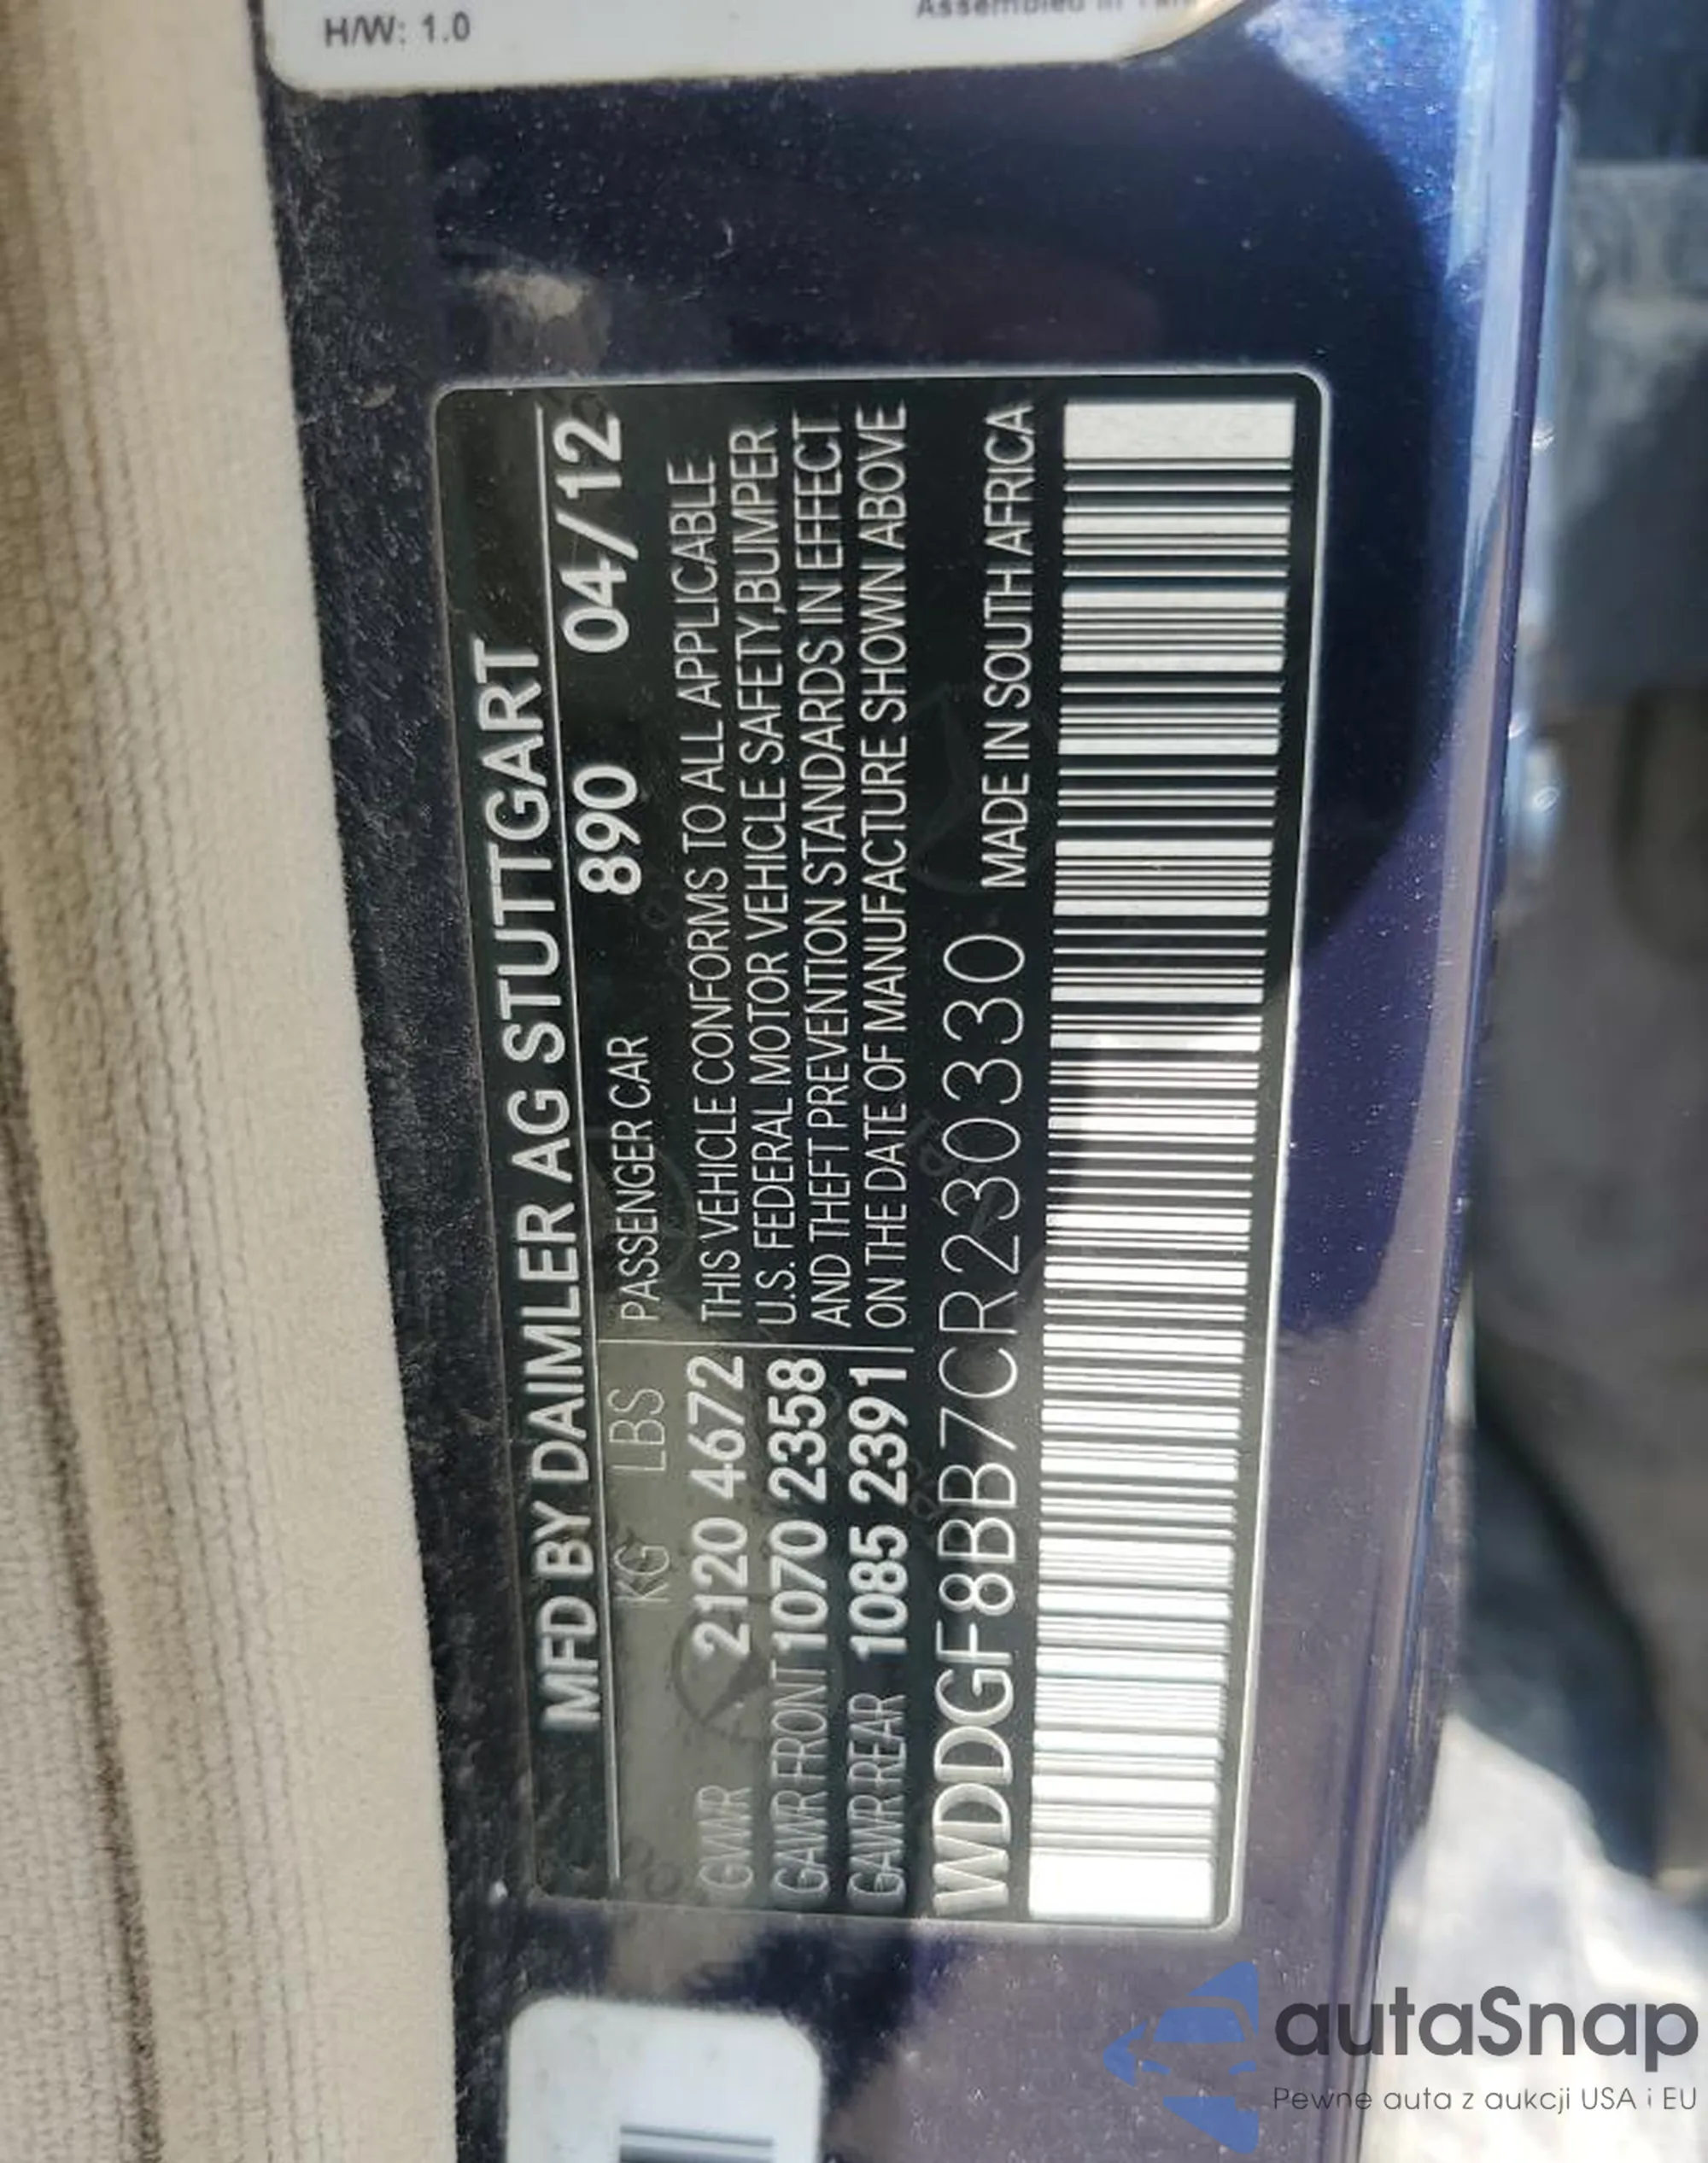 H/W: 1.0
Assembled in
MFD BY DAIMLER AG STUTTGART
KG LBS PASSENGER CAR 890 04/12
GVWR 2120 4672 THIS VEHICLE CONFORMS TO ALL APPLICABLE
GAWR FRONT 1070 2358 U.S. FEDERAL MOTOR VEHICLE SAFETY,BUMPER
GAWR REAR 1085 2391 AND THEFT PREVENTION STANDARDS IN EFFECT
ON THE DATE OF MANUFACTURE SHOWN ABOVE
WDDGF8BB7CR230330 MADE IN SOUTH AFRICA
autaSnap
Pewne auta z aukcji USA i EU